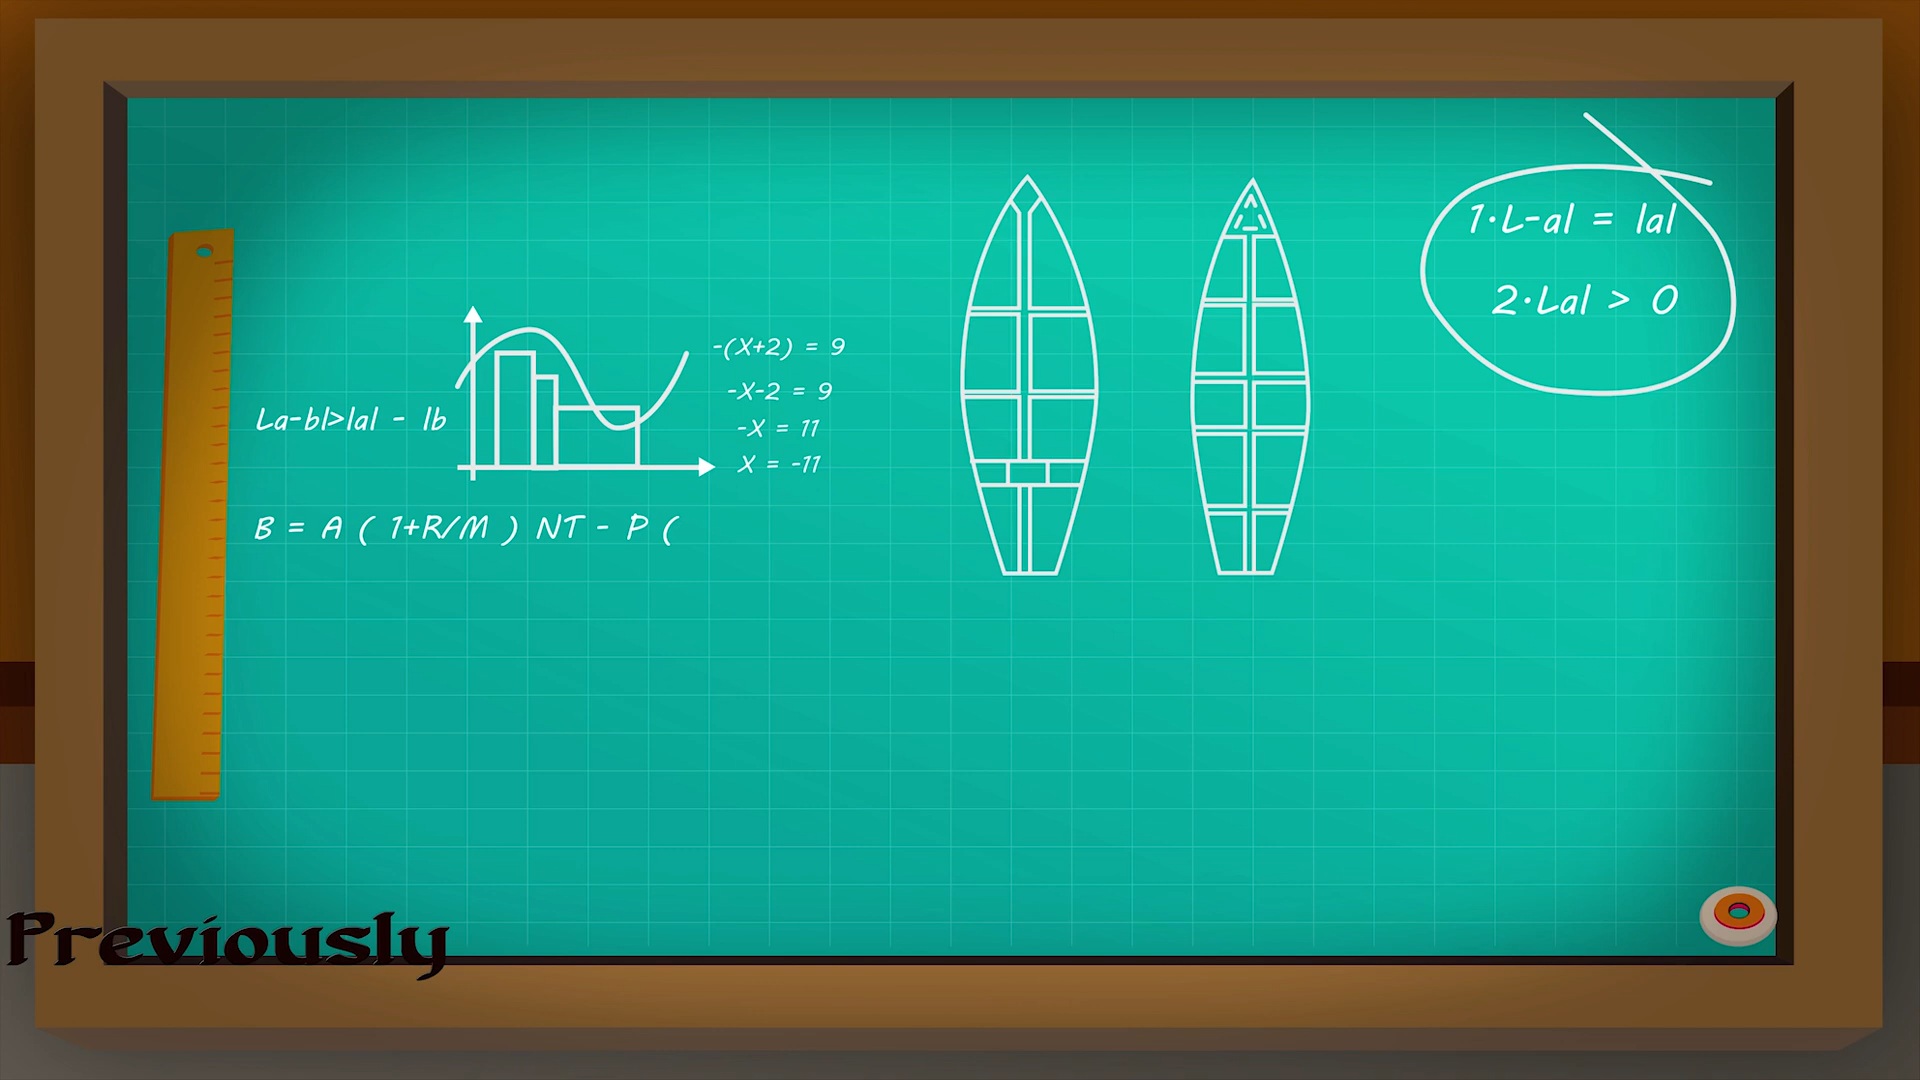 La-bl>lal - lb
B = A ( 1+R/M ) NT - P (
-(X+2) = 9
-X-2 = 9
-X = 11
X = -11
1·L-al = lal
2·Lal > 0
Previously